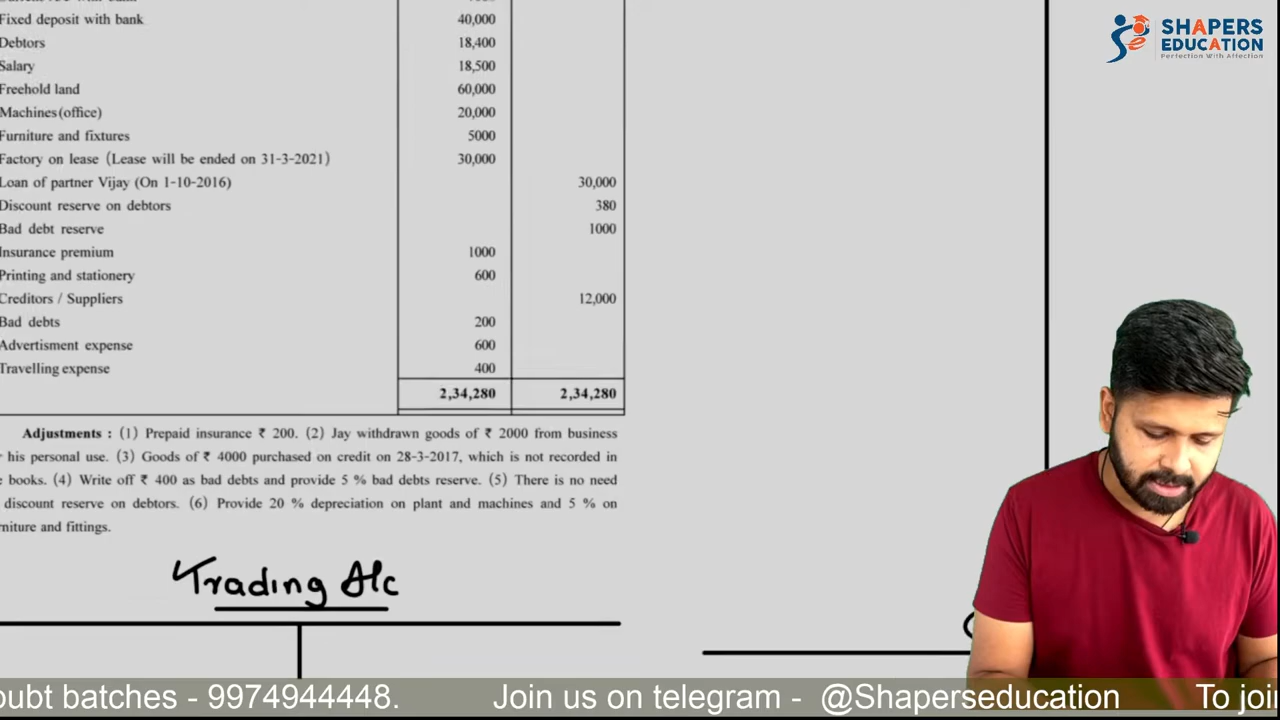 Fixed deposit with bank 40,000
Debtors 18,400
Salary 18,500
Freehold land 60,000
Machines (office) 20,000
Furniture and fixtures 5000
Factory on lease (Lease will be ended on 31-3-2021) 30,000
Loan of partner Vijay (On 1-10-2016) 30,000
Discount reserve on debtors 380
Bad debt reserve 1000
Insurance premium 1000
Printing and stationery 600
Creditors / Suppliers 12,000
Bad debts 200
Advertisment expense 600
Travelling expense 400
2,34,280 2,34,280
Adjustments : (1) Prepaid insurance ₹ 200. (2) Jay withdrawn goods of ₹ 2000 from business
his personal use. (3) Goods of ₹ 4000 purchased on credit on 28-3-2017, which is not recorded in
books. (4) Write off ₹ 400 as bad debts and provide 5 % bad debts reserve. (5) There is no need
discount reserve on debtors. (6) Provide 20 % depreciation on plant and machines and 5 % on
rniture and fittings.
Trading A/c
SHAPERS
EDUCATION
Perfection With Affection
oubt batches - 9974944448. Join us on telegram - @Shaperseducation To joi